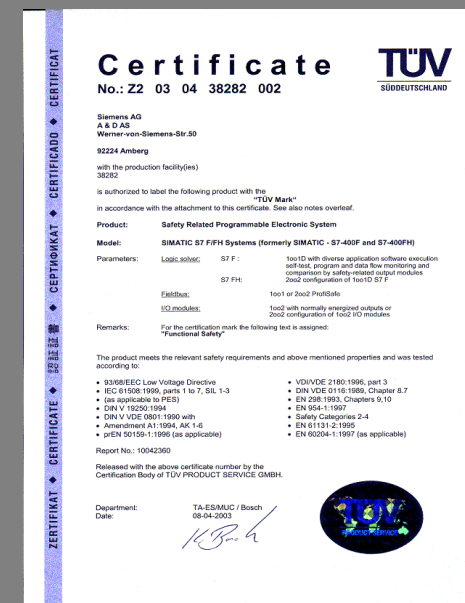 ZERTIFIKAT ◆ CERTIFICATE ◆ 認証証書 ◆ СЕРТИФИКАТ ◆ CERTIFICADO ◆ CERTIFICAT
Certificate
No.: Z2 03 04 38282 002
TÜV
SÜDDEUTSCHLAND
Siemens AG
A & D AS
Werner-von-Siemens-Str.50
92224 Amberg
with the production facility(ies)
38282
is authorized to label the following product with the
"TÜV Mark"
in accordance with the attachment to this certificate. See also notes overleaf.
Product: Safety Related Programmable Electronic System
Model: SIMATIC S7 F/FH Systems (formerly SIMATIC - S7-400F and S7-400FH)
Parameters: Logic solver: S7 F : 1oo1D with diverse application software execution
self-test, program and data flow monitoring and
comparison by safety-related output modules
S7 FH: 2oo2 configuration of 1oo1D S7 F
Fieldbus: 1oo1 or 2oo2 ProfiSafe
I/O modules: 1oo2 with normally energized outputs or
2oo2 configuration of 1oo2 I/O modules
Remarks: For the certification mark the following text is assigned:
"Functional Safety"
The product meets the relevant safety requirements and above mentioned properties and was tested
according to:
• 93/68/EEC Low Voltage Directive
• IEC 61508:1999, parts 1 to 7, SIL 1-3
• (as applicable to PES)
• DIN V 19250:1994
• DIN V VDE 0801:1990 with
• Amendment A1:1994, AK 1-6
• prEN 50159-1:1996 (as applicable)
• VDI/VDE 2180:1996, part 3
• DIN VDE 0116:1989, Chapter 8.7
• EN 298:1993, Chapters 9,10
• EN 954-1:1997
• Safety Categories 2-4
• EN 61131-2:1995
• EN 60204-1:1997 (as applicable)
Report No.: 10042360
Released with the above certificate number by the
Certification Body of TÜV PRODUCT SERVICE GMBH.
Department: TA-ES/MUC / Bosch
Date: 08-04-2003
TÜV
PRODUCT SERVICE